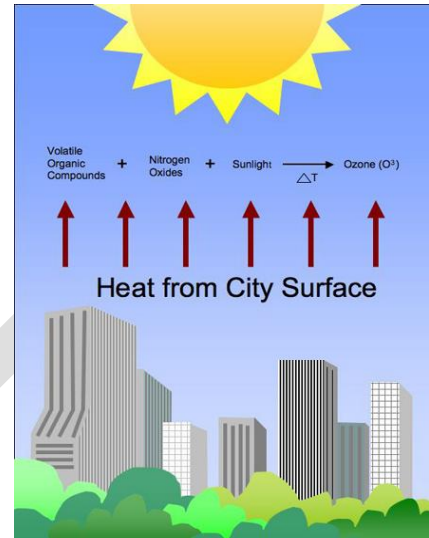 Volatile
Organic
Compounds
+
Nitrogen
Oxides
+
Sunlight
△T
Ozone (O³)
Heat from City Surface